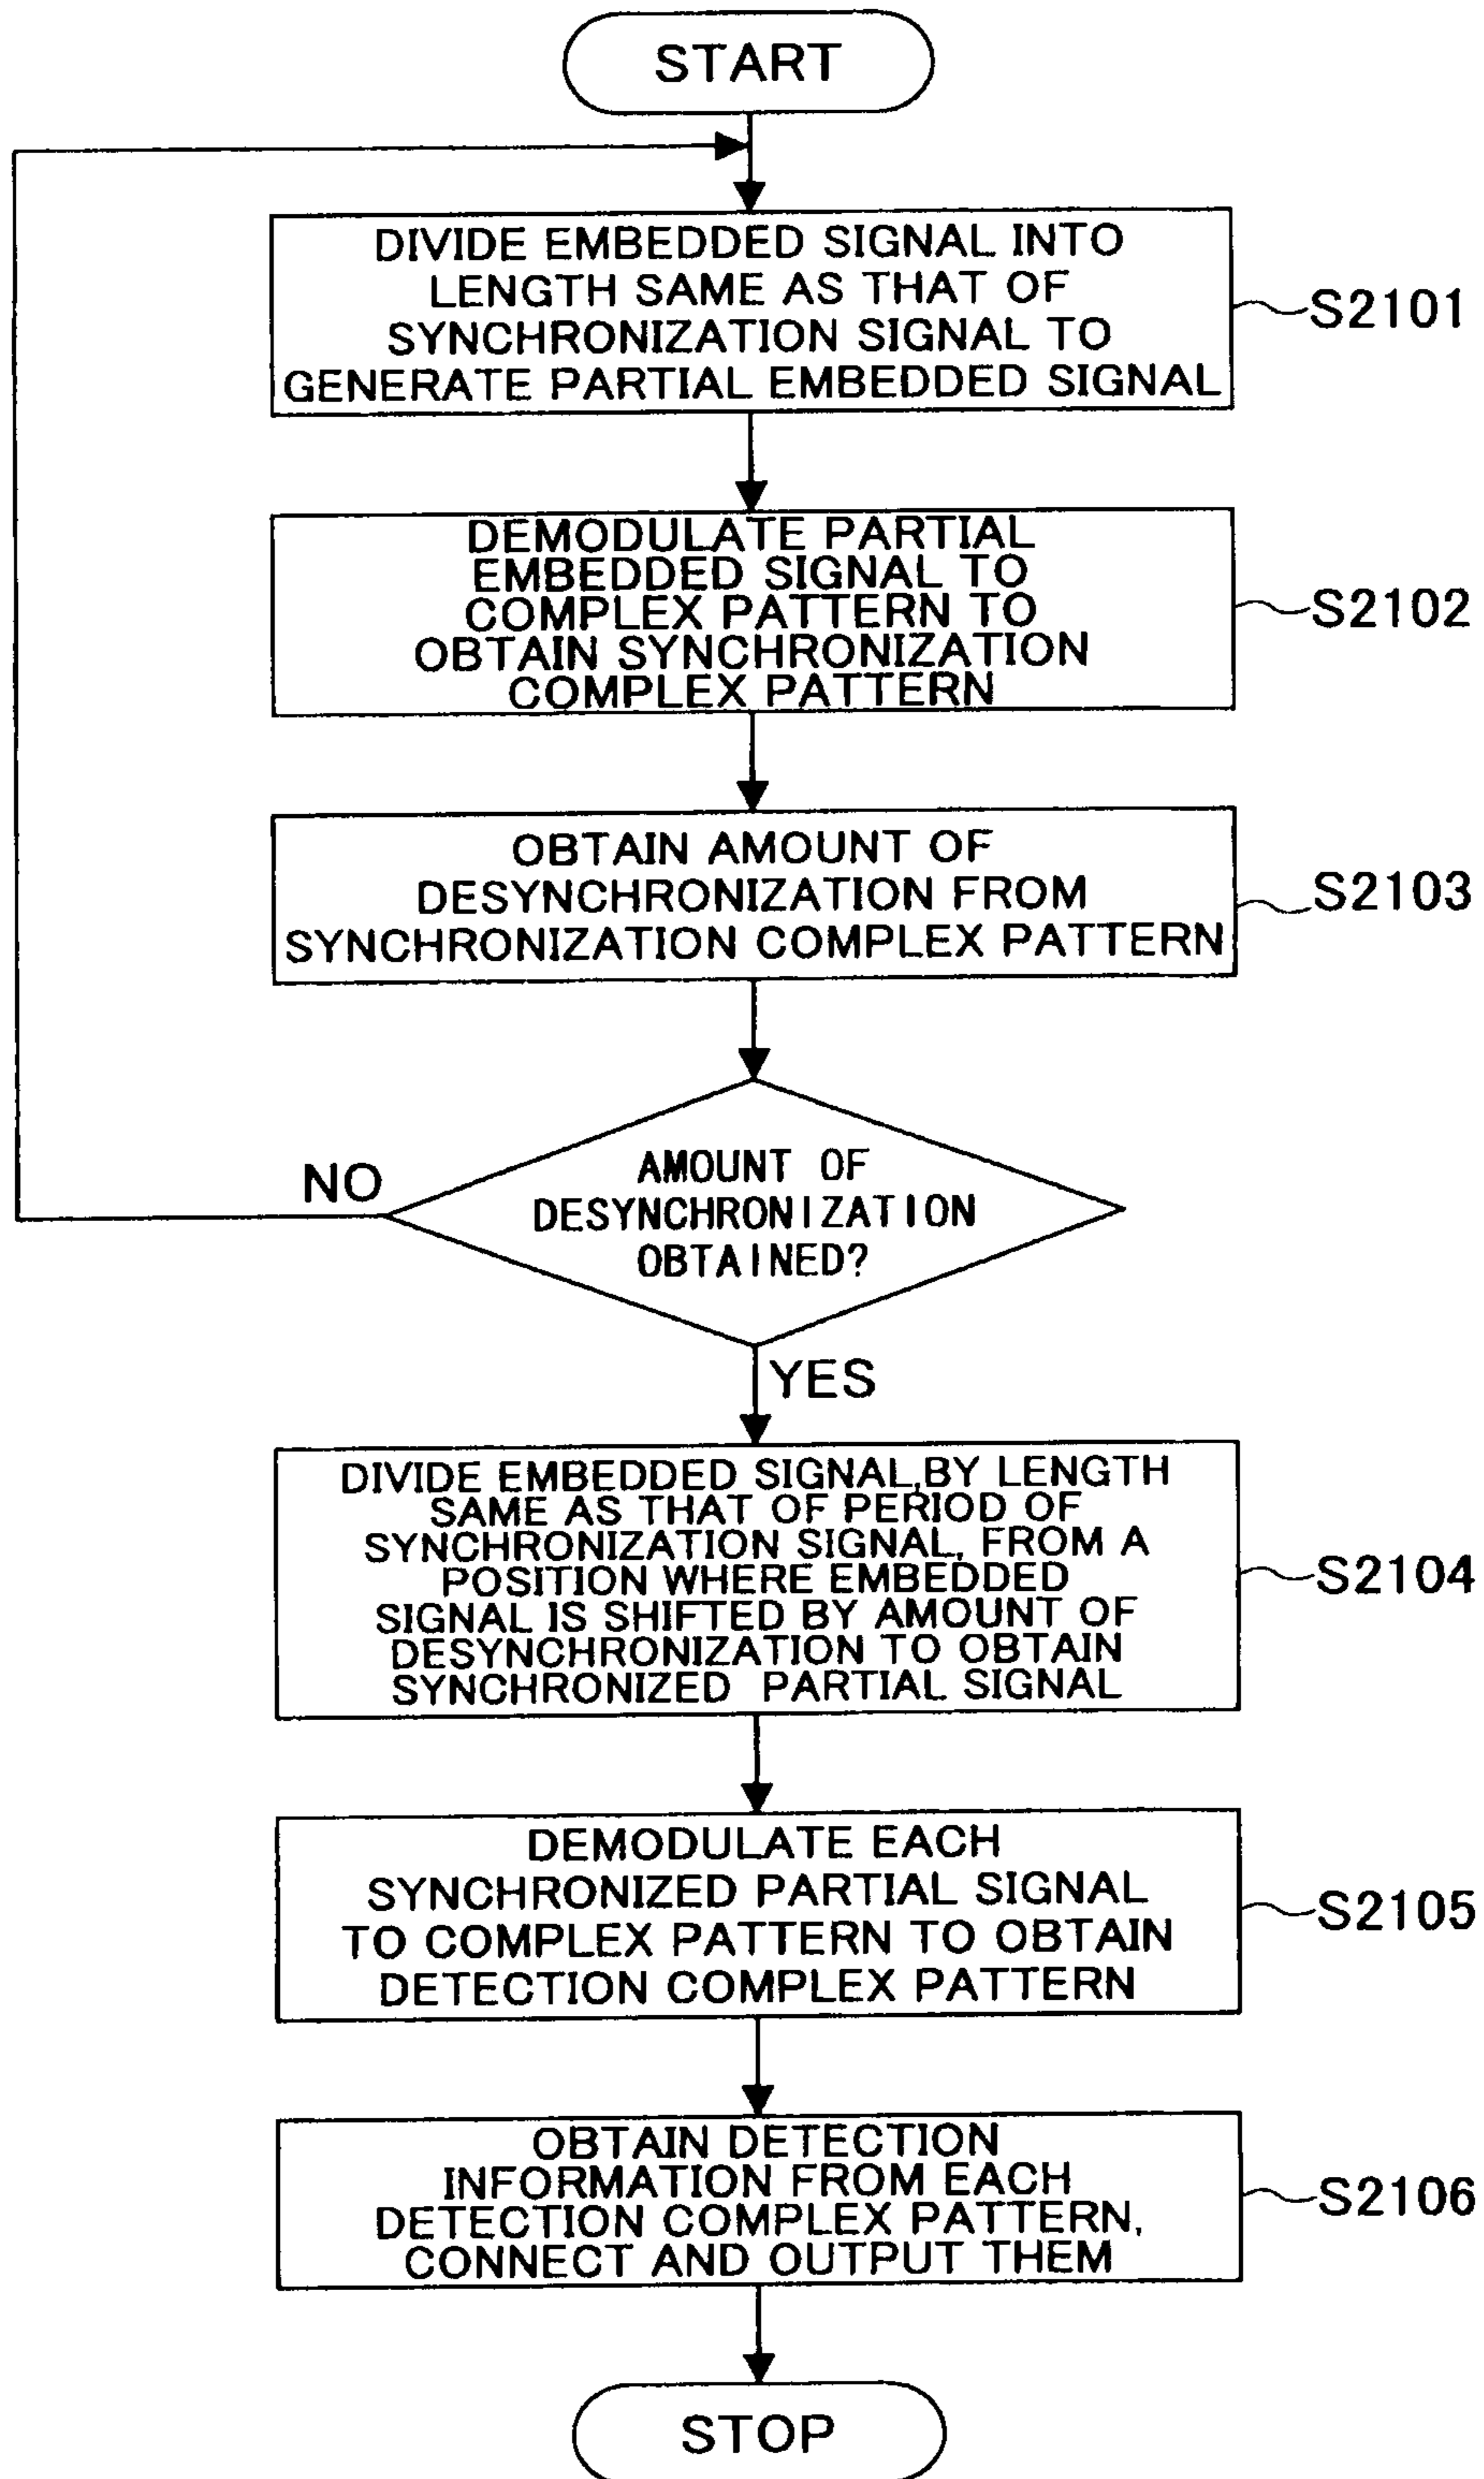 START
DIVIDE EMBEDDED SIGNAL INTO
LENGTH SAME AS THAT OF
SYNCHRONIZATION SIGNAL TO
GENERATE PARTIAL EMBEDDED SIGNAL
S2101
DEMODULATE PARTIAL
EMBEDDED SIGNAL TO
COMPLEX PATTERN TO
OBTAIN SYNCHRONIZATION
COMPLEX PATTERN
S2102
OBTAIN AMOUNT OF
DESYNCHRONIZATION FROM
SYNCHRONIZATION COMPLEX PATTERN
S2103
AMOUNT OF
DESYNCHRONIZATION
OBTAINED?
NO
YES
DIVIDE EMBEDDED SIGNAL,BY LENGTH
SAME AS THAT OF PERIOD OF
SYNCHRONIZATION SIGNAL, FROM A
POSITION WHERE EMBEDDED
SIGNAL IS SHIFTED BY AMOUNT OF
DESYNCHRONIZATION TO OBTAIN
SYNCHRONIZED PARTIAL SIGNAL
S2104
DEMODULATE EACH
SYNCHRONIZED PARTIAL SIGNAL
TO COMPLEX PATTERN TO OBTAIN
DETECTION COMPLEX PATTERN
S2105
OBTAIN DETECTION
INFORMATION FROM EACH
DETECTION COMPLEX PATTERN,
CONNECT AND OUTPUT THEM
S2106
STOP